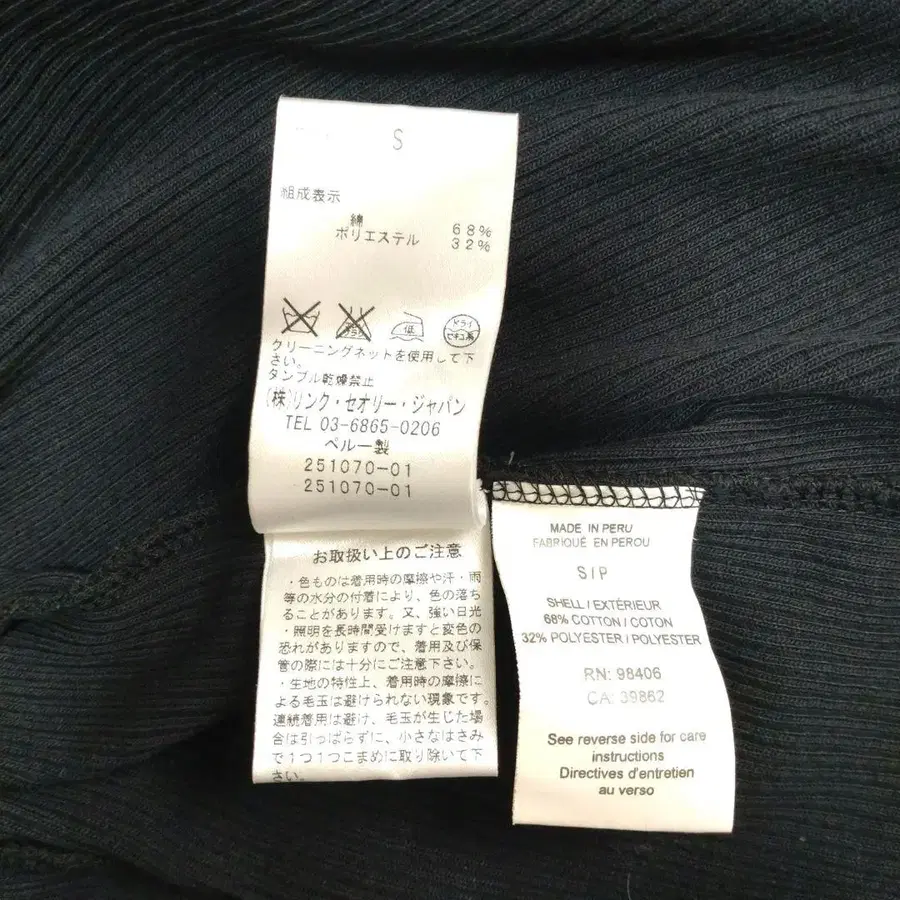 S
組成表示
綿 68%
ポリエステル 32%
低
ドライ
セキユ系
クリーニングネットを使用して下
さい。
タンブル乾燥禁止
(株)リンク・セオリー・ジャパン
TEL 03-6865-0206
ペルー製
251070-01
251070-01
お取扱い上のご注意
・色ものは着用時の摩擦や汗・雨
等の水分の付着により、色の落ち
ることがあります。又、強い日光
・照明を長時間受けますと変色の
恐れがありますので、着用及び保
管の際には十分にご注意下さい。
・生地の特性上、着用時の摩擦に
よる毛玉は避けられない現象です。
連続着用は避け、毛玉が生じた場
合は引っぱらずに、小さなはさみ
で1つ1つこまめに取り除いて下
さい。
MADE IN PERU
FABRIQUÉ EN PEROU
S/P
SHELL/EXTÉRIEUR
68% COTTON/COTON
32% POLYESTER/POLYESTER
RN: 98406
CA: 39862
See reverse side for care
instructions
Directives d'entretien
au verso